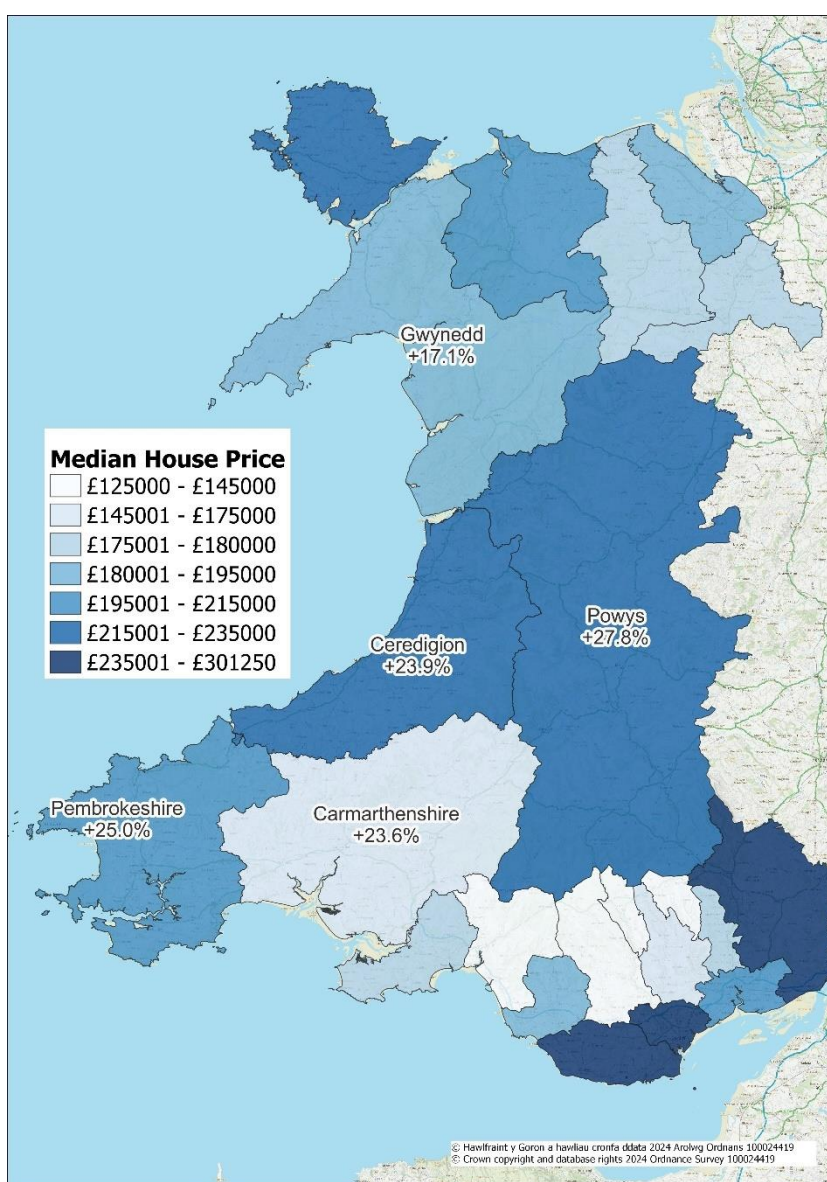 Gwynedd
+17.1%
Median House Price
£125000 - £145000
£145001 - £175000
£175001 - £180000
£180001 - £195000
£195001 - £215000
£215001 - £235000
£235001 - £301250
Powys
+27.8%
Ceredigion
+23.9%
Pembrokeshire
+25.0%
Carmarthenshire
+23.6%
© Hawlfraint y Goron a hawliau cronfa ddata 2024 Arolwg Ordnans 100024419
© Crown copyright and database rights 2024 Ordnance Survey 100024419